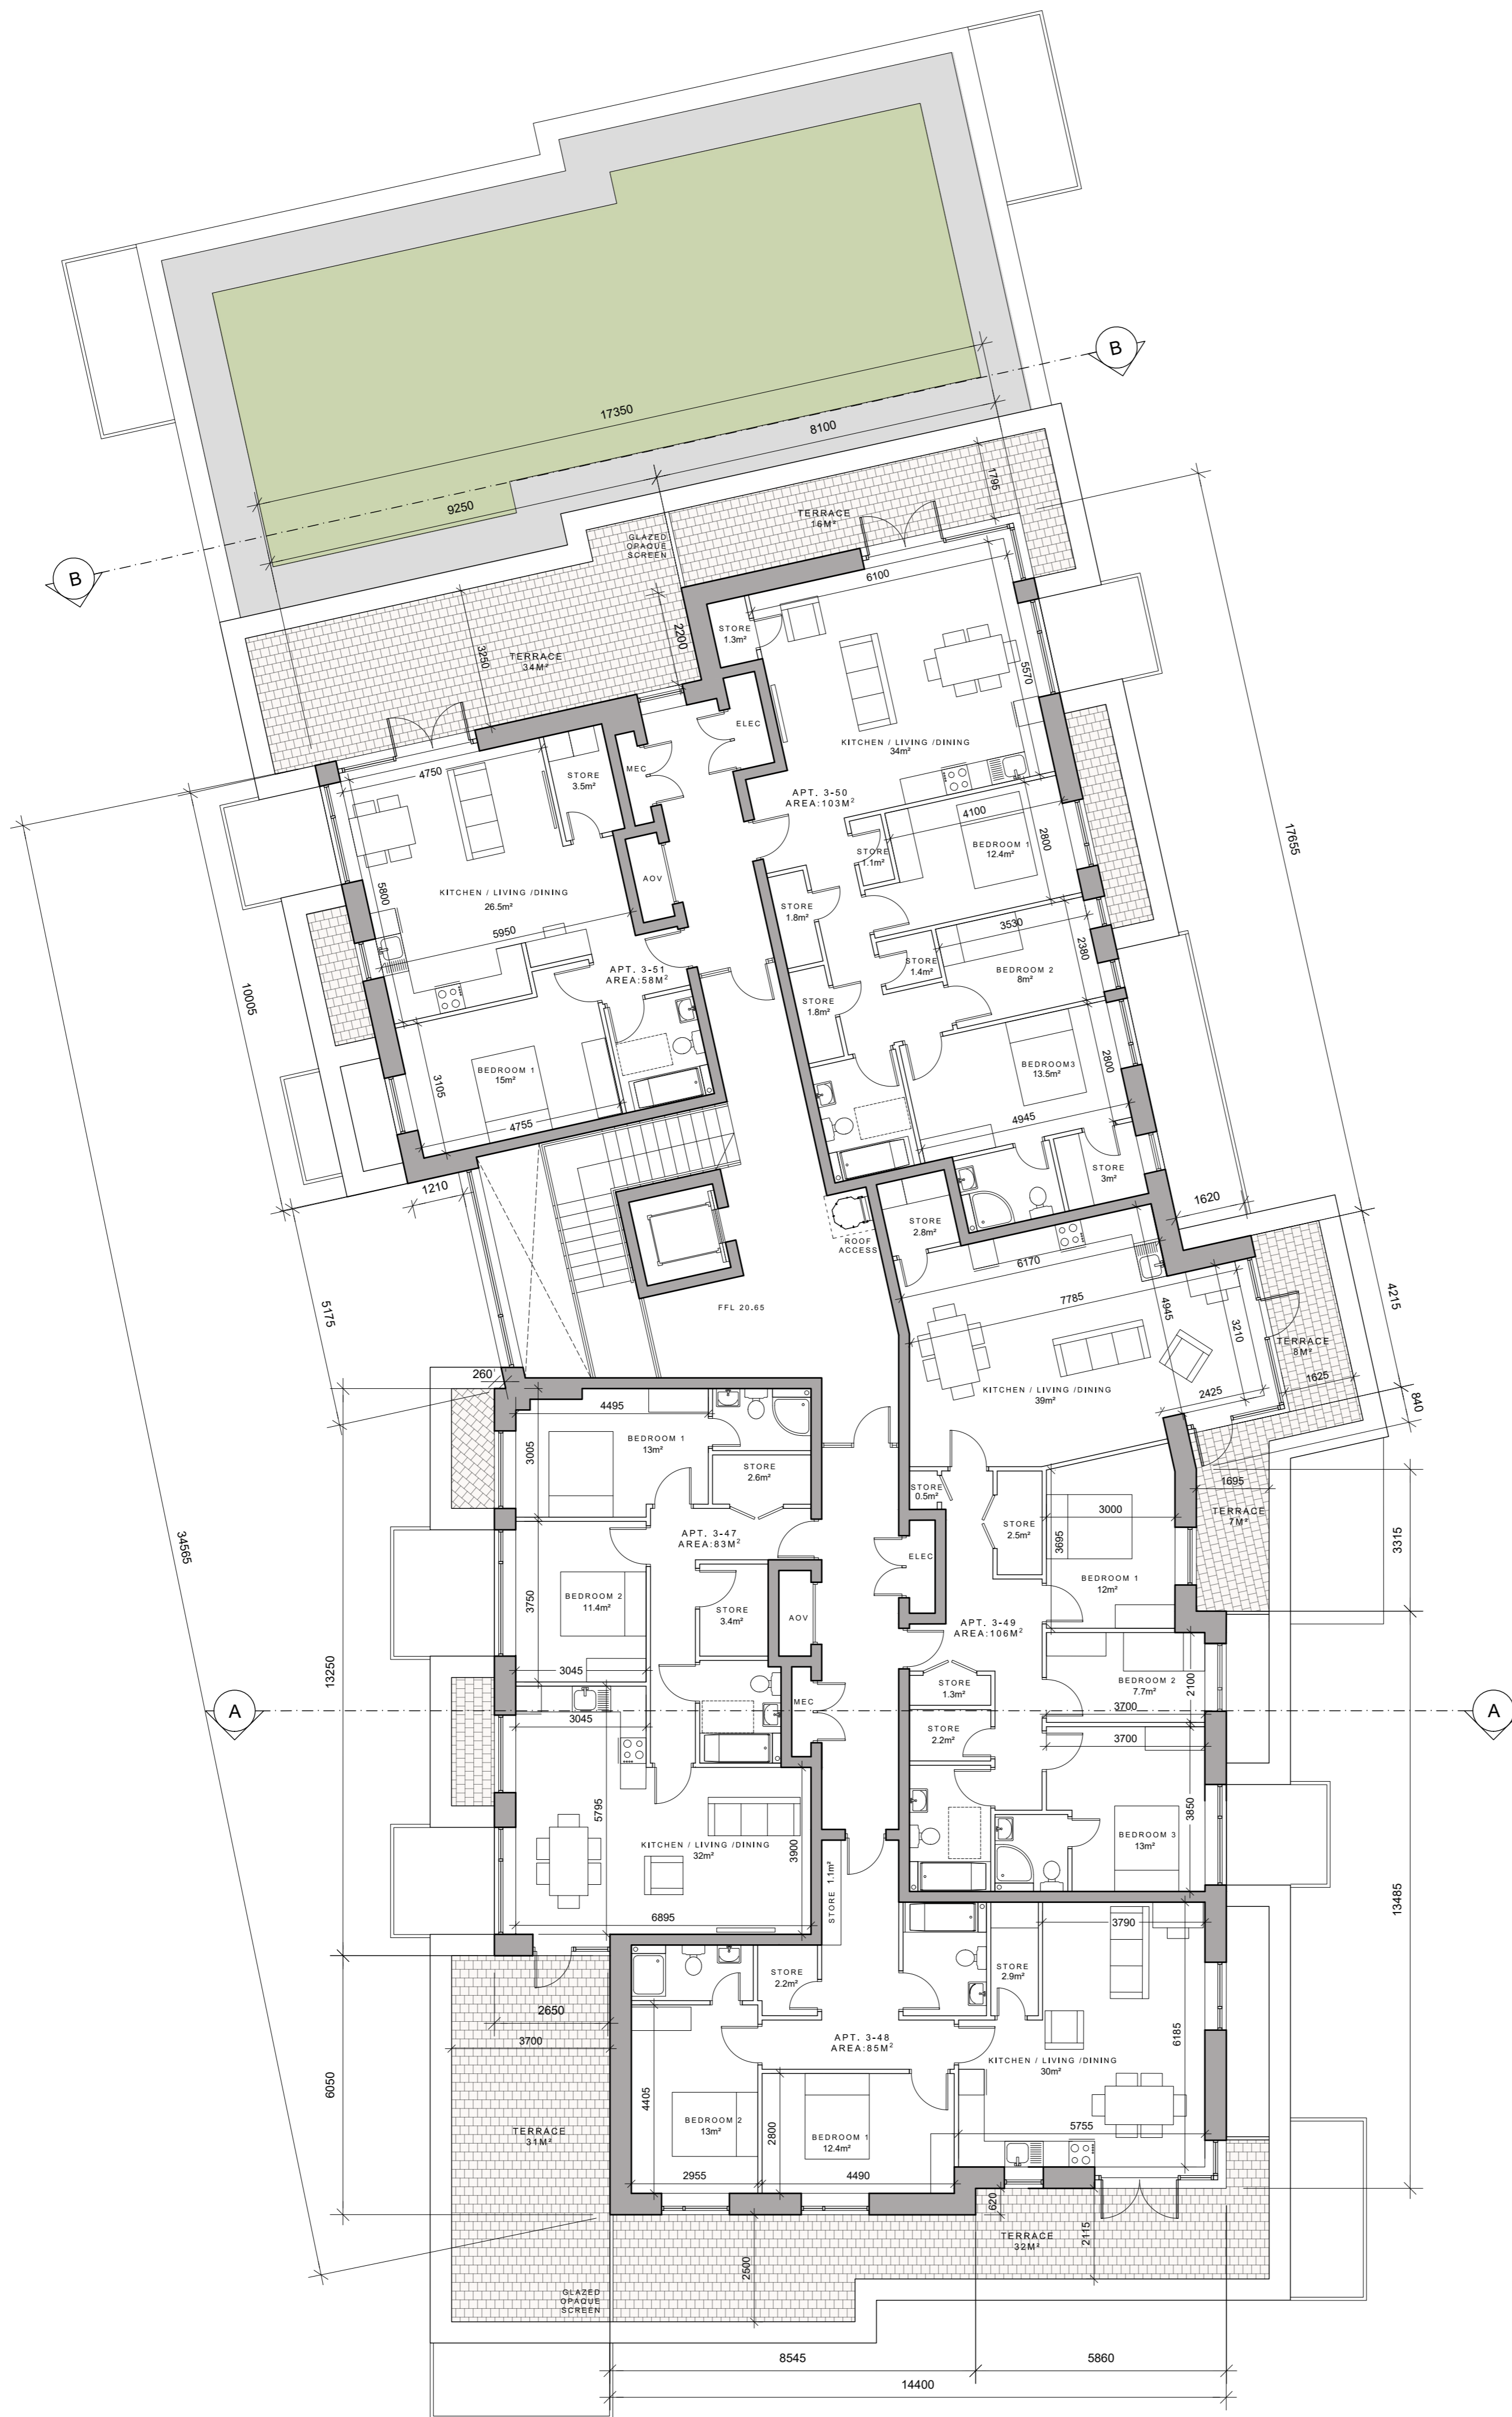 B
17350
8100
9250
B
1795
TERRACE
16M²
GLAZED
OPAQUE
SCREEN
6100
STORE
1.3m²
2200
3250
TERRACE
34M²
5570
ELEC
KITCHEN / LIVING /DINING
34m²
MEC
4750
STORE
3.5m²
APT. 3-50
AREA:103M²
4100
2800
BEDROOM 1
12.4m²
STORE
1.1m²
17655
AOV
KITCHEN / LIVING /DINING
26.5m²
5800
5950
STORE
1.8m²
3530
2380
STORE
1.4m²
BEDROOM 2
8m²
APT. 3-51
AREA:58M²
10005
STORE
1.8m²
BEDROOM3
13.5m²
2800
BEDROOM 1
15m²
3105
4755
4945
STORE
3m²
1210
1620
STORE
2.8m²
ROOF
ACCESS
6170
7785
4945
3210
4215
FFL 20.65
5175
TERRACE
8M²
1625
KITCHEN / LIVING /DINING
39m²
2425
840
260
4495
BEDROOM 1
13m²
3005
STORE
2.6m²
STORE
0.5m²
1695
TERRACE
7M²
3000
STORE
2.5m²
3695
3315
34565
APT. 3-47
AREA:83M²
ELEC
BEDROOM 1
12m²
BEDROOM 2
11.4m²
3750
STORE
3.4m²
AOV
APT. 3-49
AREA:106M²
13250
3045
BEDROOM 2
7.7m²
2100
STORE
1.3m²
MEC
3700
A
A
3045
STORE
2.2m²
3700
5795
3850
KITCHEN / LIVING /DINING
32m²
3900
BEDROOM 3
13m²
STORE 1.1m²
13485
6895
3790
STORE
2.2m²
STORE
2.9m²
2650
3700
APT. 3-48
AREA:85M²
6185
KITCHEN / LIVING /DINING
30m²
6050
4405
BEDROOM 2
13m²
2800
BEDROOM 1
12.4m²
5755
TERRACE
31M²
2955
4490
620
TERRACE
32M²
2115
2500
GLAZED
OPAQUE
SCREEN
8545
5860
14400